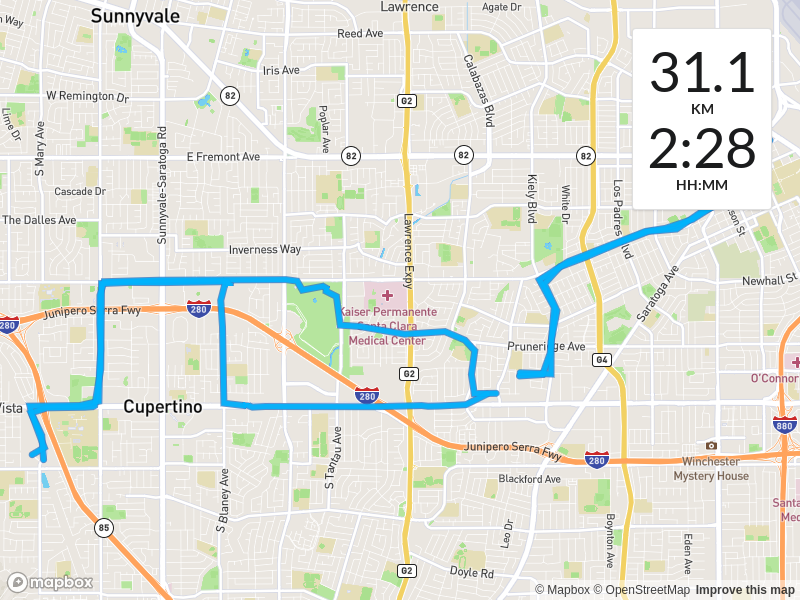 Sunnyvale
Lawrence
Agate Dr
Reed Ave
Iris Ave
W Remington Dr
82
G2
Calabazas Blvd
31.1
KM
2:28
HH:MM
Lime Dr
S Mary Ave
Sunnyvale-Saratoga Rd
Poplar Ave
E Fremont Ave
82
82
82
Cascade Dr
Kiely Blvd
White Dr
Los Padres Blvd
The Dalles Ave
Lawrence Expy
Inverness Way
Saratoga Ave
Newhall St
280
Junipero Serra Fwy
280
Kaiser Permanente
Santa Clara
Medical Center
Pruneridge Ave
G4
G2
O'Connor
280
Vista
Cupertino
880
S Tantau Ave
Junipero Serra Fwy
280
Winchester
Mystery House
S Blaney Ave
Blackford Ave
85
Leo Dr
Boynton Ave
Eden Ave
Santa
Med
G2
Doyle Rd
mapbox
© Mapbox © OpenStreetMap Improve this map